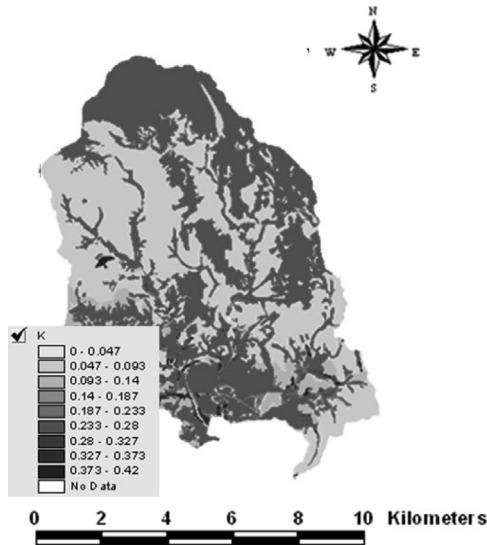 N
W E
S
K
0 - 0.047
0.047 - 0.093
0.093 - 0.14
0.14 - 0.187
0.187 - 0.233
0.233 - 0.28
0.28 - 0.327
0.327 - 0.373
0.373 - 0.42
No Data
0 2 4 6 8 10 Kilometers